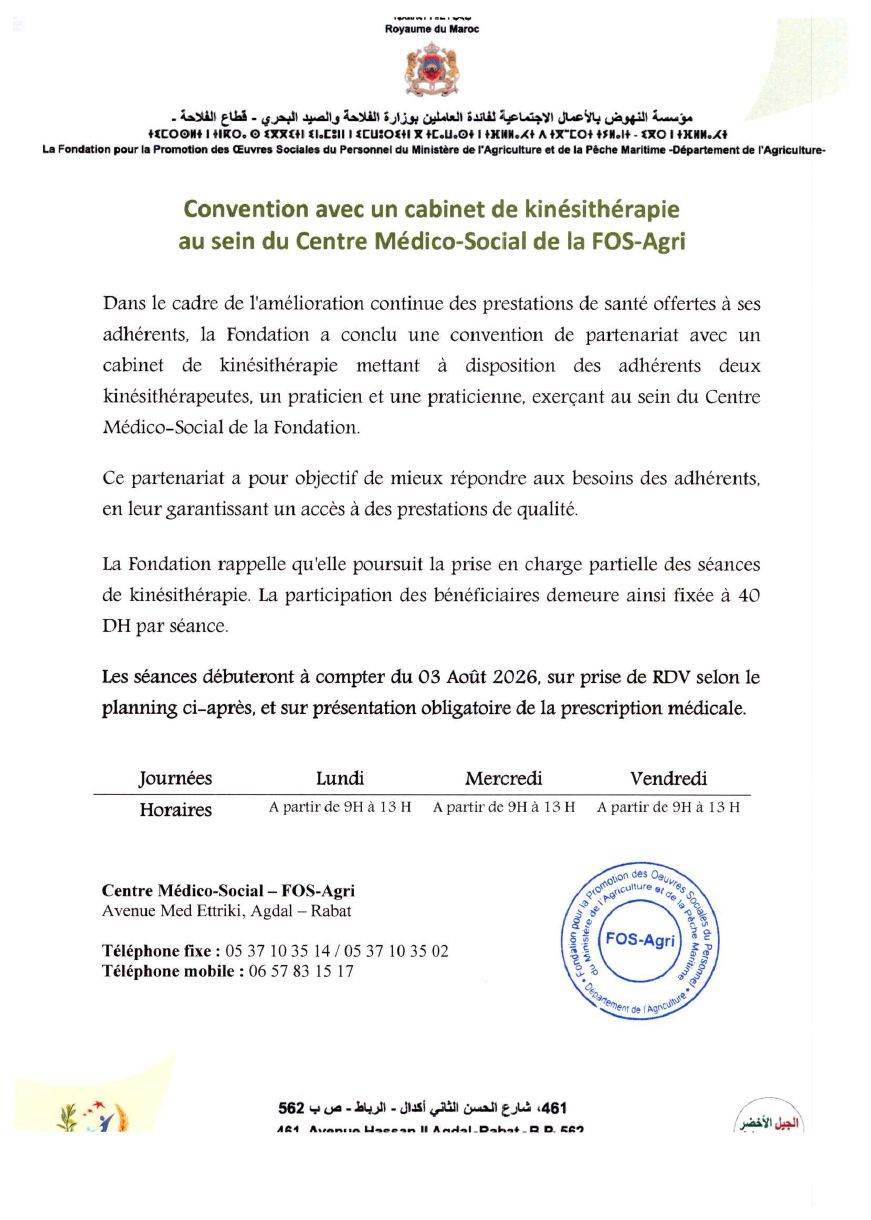 Royaume du Maroc
مؤسسة النهوض بالأعمال الاجتماعية لفائدة العاملين بوزارة الفلاحة والصيد البحري - قطاع الفلاحة -
La Fondation pour la Promotion des Œuvres Sociales du Personnel du Ministère de l'Agriculture et de la Pêche Maritime -Département de l'Agriculture-
Convention avec un cabinet de kinésithérapie
au sein du Centre Médico-Social de la FOS-Agri
Dans le cadre de l'amélioration continue des prestations de santé offertes à ses
adhérents, la Fondation a conclu une convention de partenariat avec un
cabinet de kinésithérapie mettant à disposition des adhérents deux
kinésithérapeutes, un praticien et une praticienne, exerçant au sein du Centre
Médico-Social de la Fondation.
Ce partenariat a pour objectif de mieux répondre aux besoins des adhérents,
en leur garantissant un accès à des prestations de qualité.
La Fondation rappelle qu'elle poursuit la prise en charge partielle des séances
de kinésithérapie. La participation des bénéficiaires demeure ainsi fixée à 40
DH par séance.
Les séances débuteront à compter du 03 Août 2026, sur prise de RDV selon le
planning ci-après, et sur présentation obligatoire de la prescription médicale.
Journées Lundi Mercredi Vendredi
Horaires A partir de 9H à 13 H A partir de 9H à 13 H A partir de 9H à 13 H
Centre Médico-Social – FOS-Agri
Avenue Med Ettriki, Agdal – Rabat
Téléphone fixe : 05 37 10 35 14 / 05 37 10 35 02
Téléphone mobile : 06 57 83 15 17
Fondation pour la Promotion des Oeuvres Sociales du Personnel
du Ministère de l'Agriculture et de la Pêche Maritime
FOS-Agri
Département de l'Agriculture
461، شارع الحسن الثاني أكدال - الرباط - ص ب 562
461, Avenue Hassan II Agdal-Rabat - B.P. 562
الجيل الأخضر